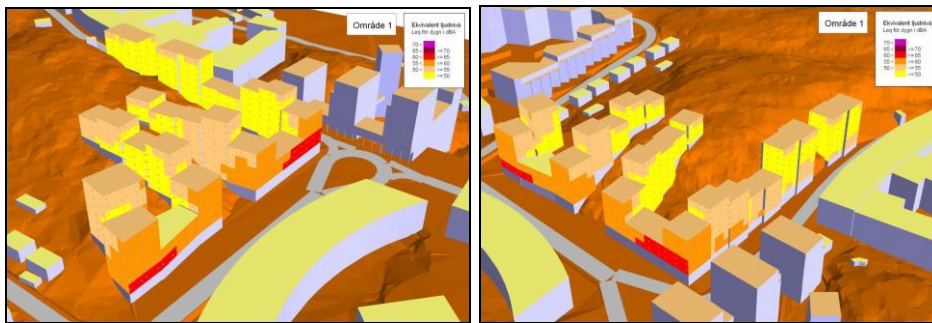 Område 1
Ekvivalent ljudnivå
Leq för dygn i dBA
70 <
65 < <=70
60 < <=65
55 < <=60
50 < <=55
<=50
Område 1
Ekvivalent ljudnivå
Leq för dygn i dBA
70 <
65 < <=70
60 < <=65
55 < <=60
50 < <=55
<=50